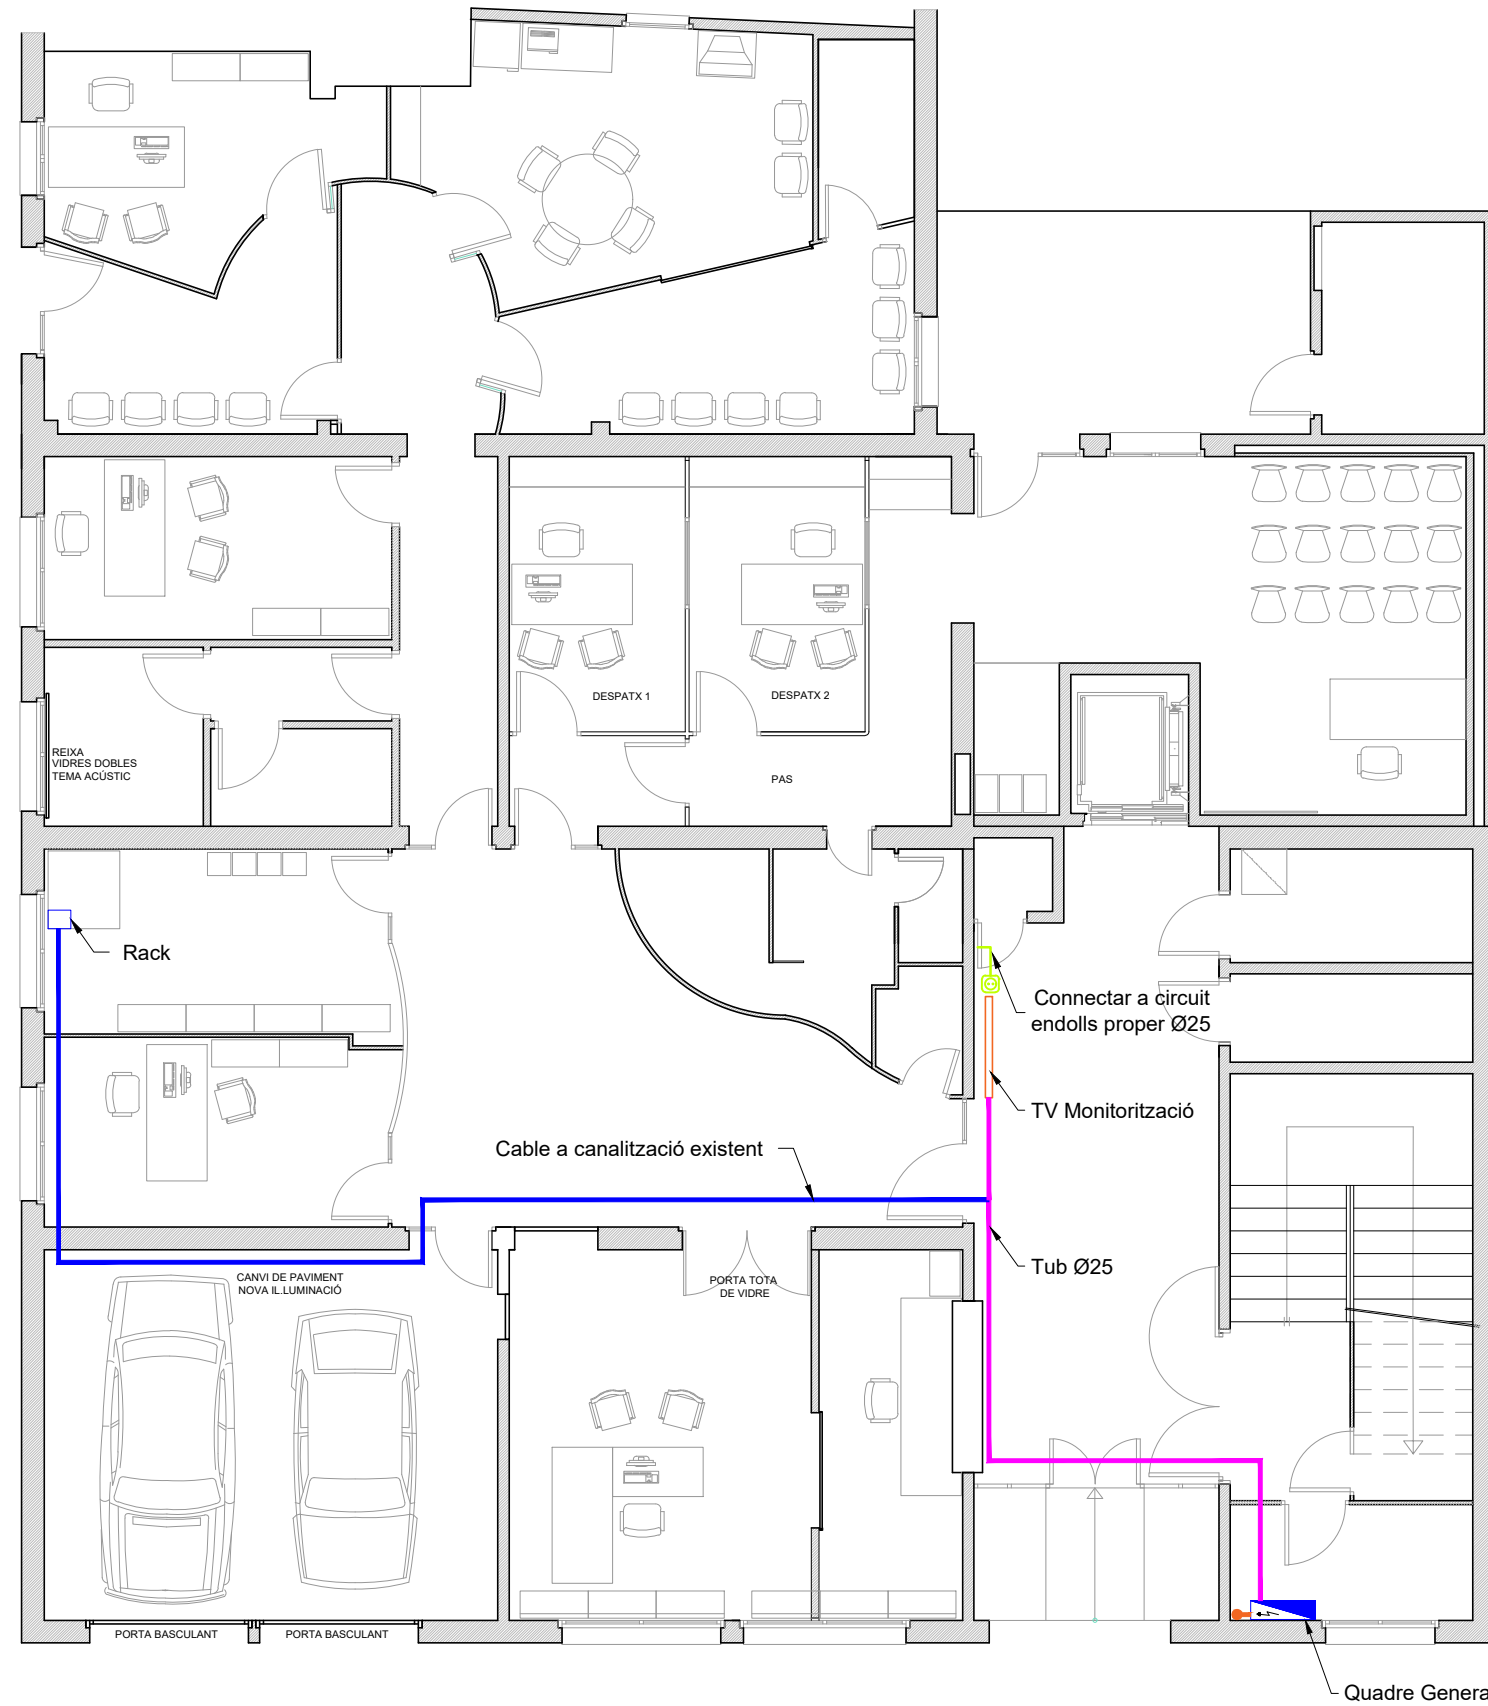 DESPATX 1
DESPATX 2
REIXA
VIDRES DOBLES
TEMA ACÚSTIC
PAS
Rack
Connectar a circuit
endolls proper Ø25
TV Monitorització
Cable a canalització existent
Tub Ø25
CANVI DE PAVIMENT
NOVA IL.LUMINACIÓ
PORTA TOTA
DE VIDRE
PORTA BASCULANT
PORTA BASCULANT
Quadre Genera